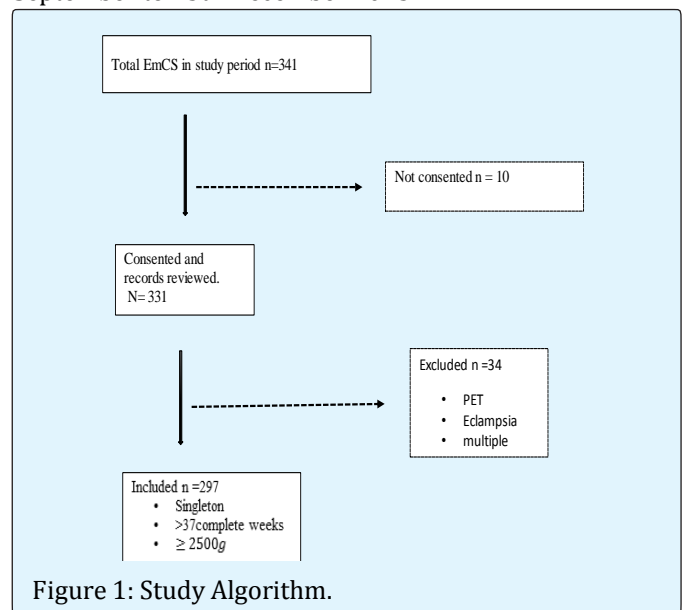 Total EmCS in study period n=341
Not consented n = 10
Consented and
records reviewed.
N= 331
Excluded n =34
• PET
• Eclampsia
• multiple
Included n =297
• Singleton
• >37complete weeks
• ≥ 2500g
Figure 1: Study Algorithm.